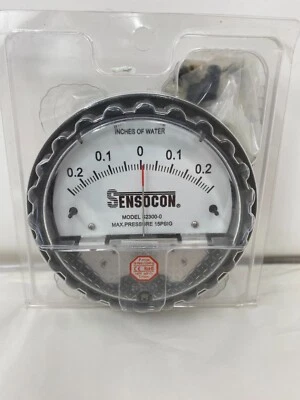 INCHES OF WATER
0.2 0.1 0 0.1 0.2
SENSOCON
MODEL S2300-0
MAX.PRESSURE 15PSIG